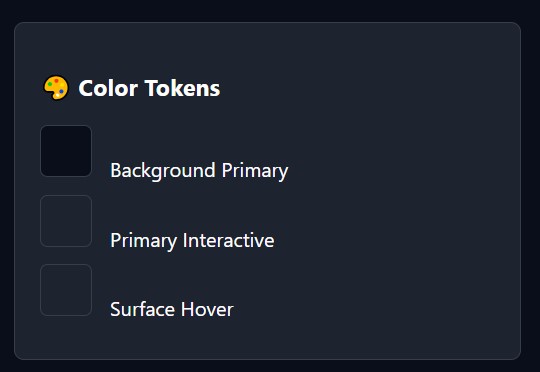 🎨 Color Tokens
Background Primary
Primary Interactive
Surface Hover